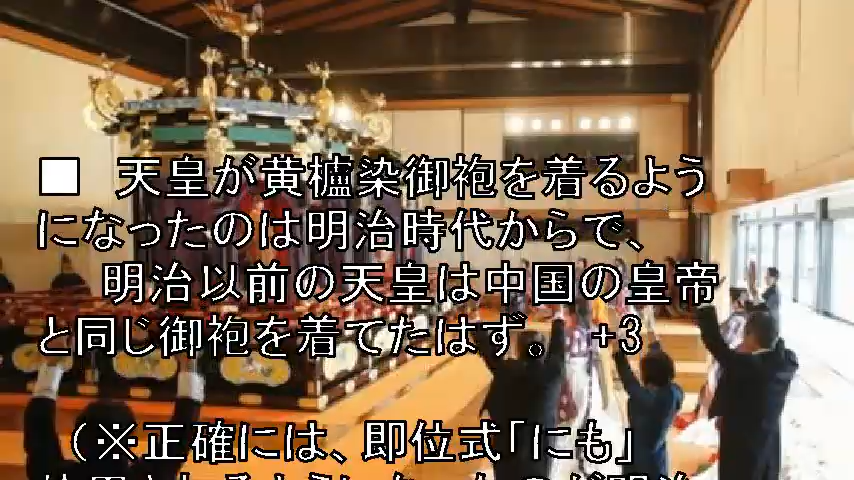 ■　天皇が黄櫨染御袍を着るよう
になったのは明治時代からで、
明治以前の天皇は中国の皇帝
と同じ御袍を着てたはず。　+3
（※正確には、即位式「にも」